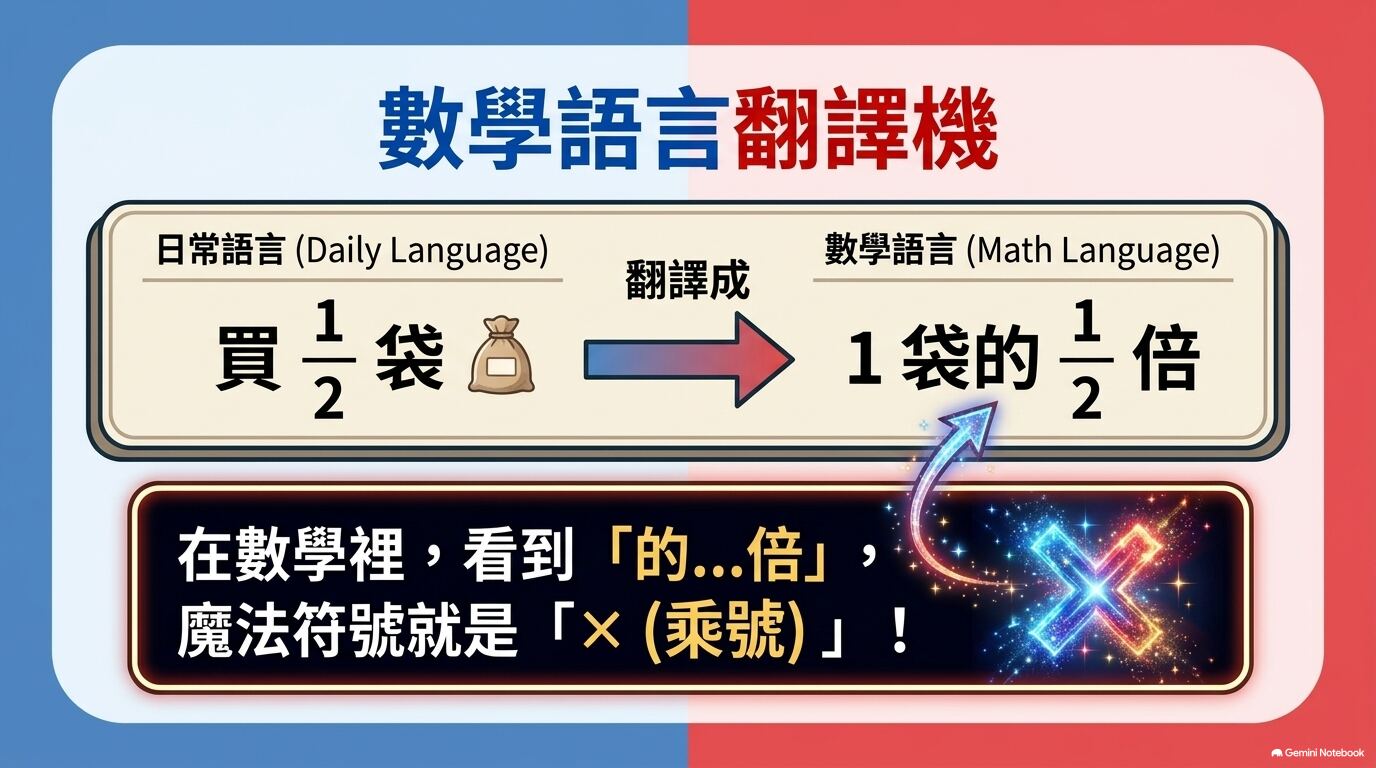 數學語言翻譯機
日常語言 (Daily Language)
買 1/2 袋
翻譯成
數學語言 (Math Language)
1 袋的 1/2 倍
在數學裡，看到「的...倍」，
魔法符號就是「× (乘號) 」！
Gemini Notebook